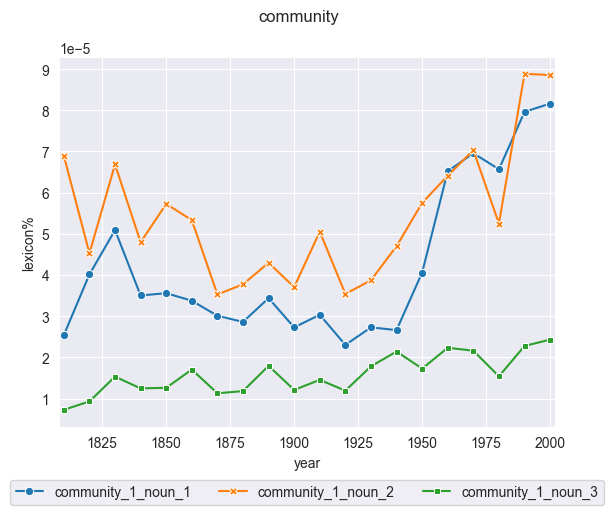 community
1e−5
9
8
7
6
5
4
3
2
1
lexicon%
1825 1850 1875 1900 1925 1950 1975 2000
year
community_1_noun_1 community_1_noun_2 community_1_noun_3